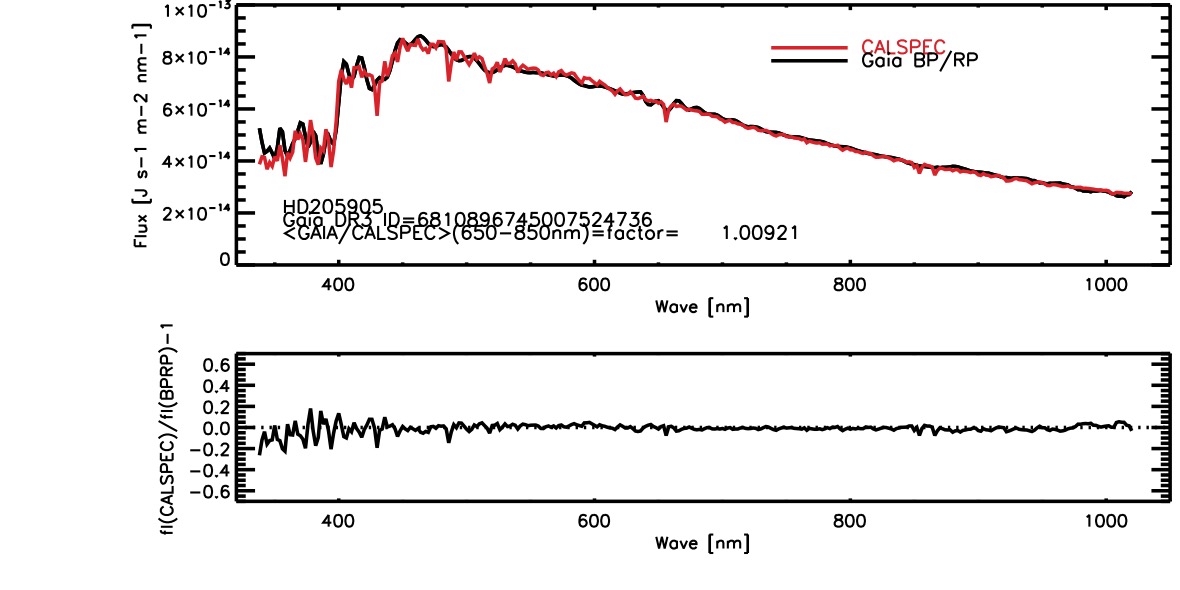 1×10−13
8×10−14
6×10−14
4×10−14
2×10−14
0
Flux [J s−1 m−2 nm−1]
CALSPEC
Gaia BP/RP
HD205905
Gaia DR3 ID=6810896745007524736
<GAIA/CALSPEC>(650−850nm)=factor= 1.00921
400 600 800 1000
Wave [nm]
fl(CALSPEC)/fl(BPRP)−1
0.6
0.4
0.2
0.0
−0.2
−0.4
−0.6
400 600 800 1000
Wave [nm]